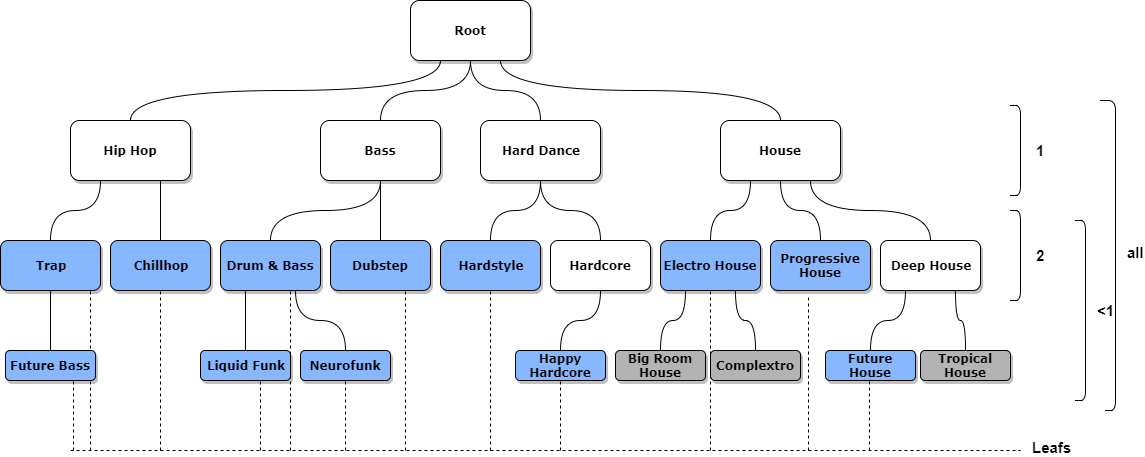 Root
Hip Hop
Bass
Hard Dance
House
1
Trap
Chillhop
Drum & Bass
Dubstep
Hardstyle
Hardcore
Electro House
Progressive
House
Deep House
2
all
<1
Future Bass
Liquid Funk
Neurofunk
Happy
Hardcore
Big Room
House
Complextro
Future
House
Tropical
House
Leafs